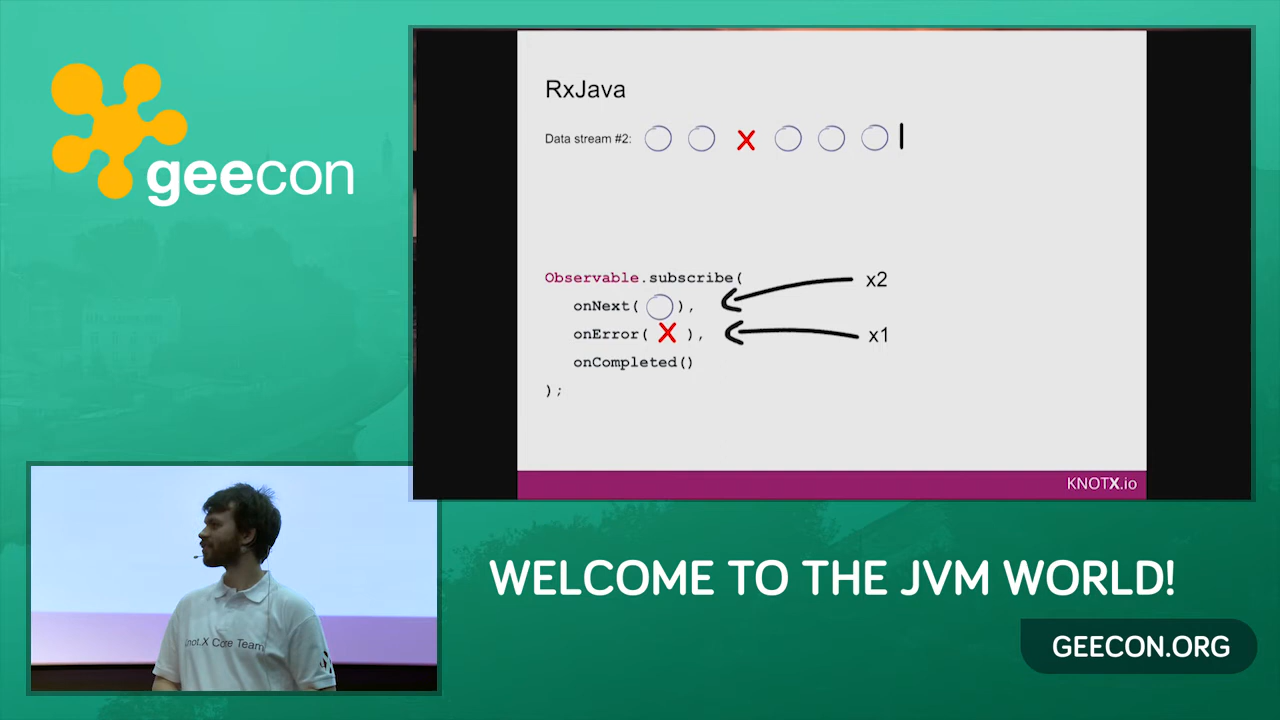 geecon
RxJava
Data stream #2: X
Observable.subscribe(
onNext( ),
onError( X ),
onCompleted()
);
x2
x1
KNOTX.io
Knot.X Core Team
WELCOME TO THE JVM WORLD!
GEECON.ORG